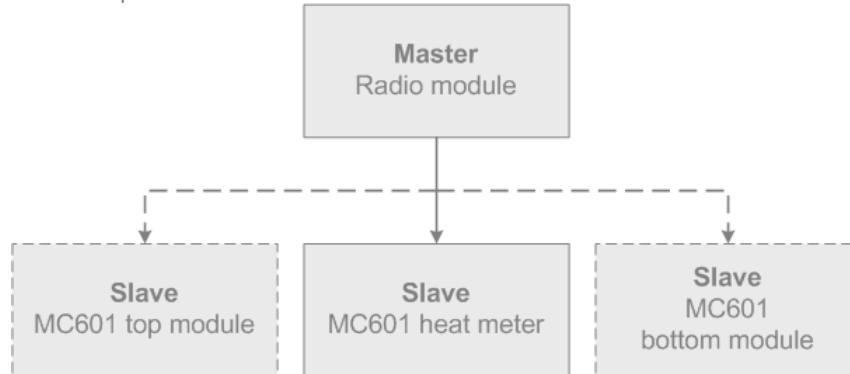 Master
Radio module
Slave
MC601 top module
Slave
MC601 heat meter
Slave
MC601
bottom module